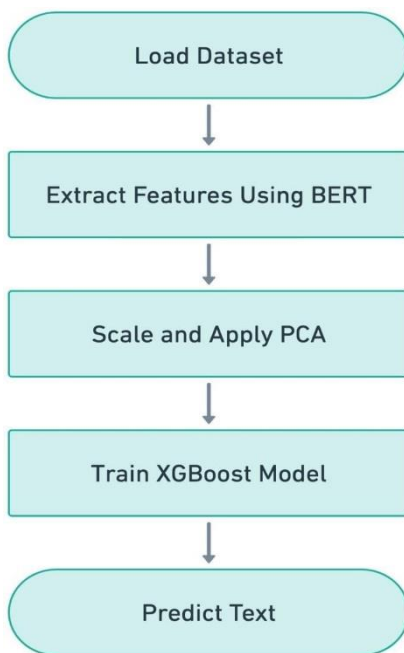 Load Dataset
Extract Features Using BERT
Scale and Apply PCA
Train XGBoost Model
Predict Text